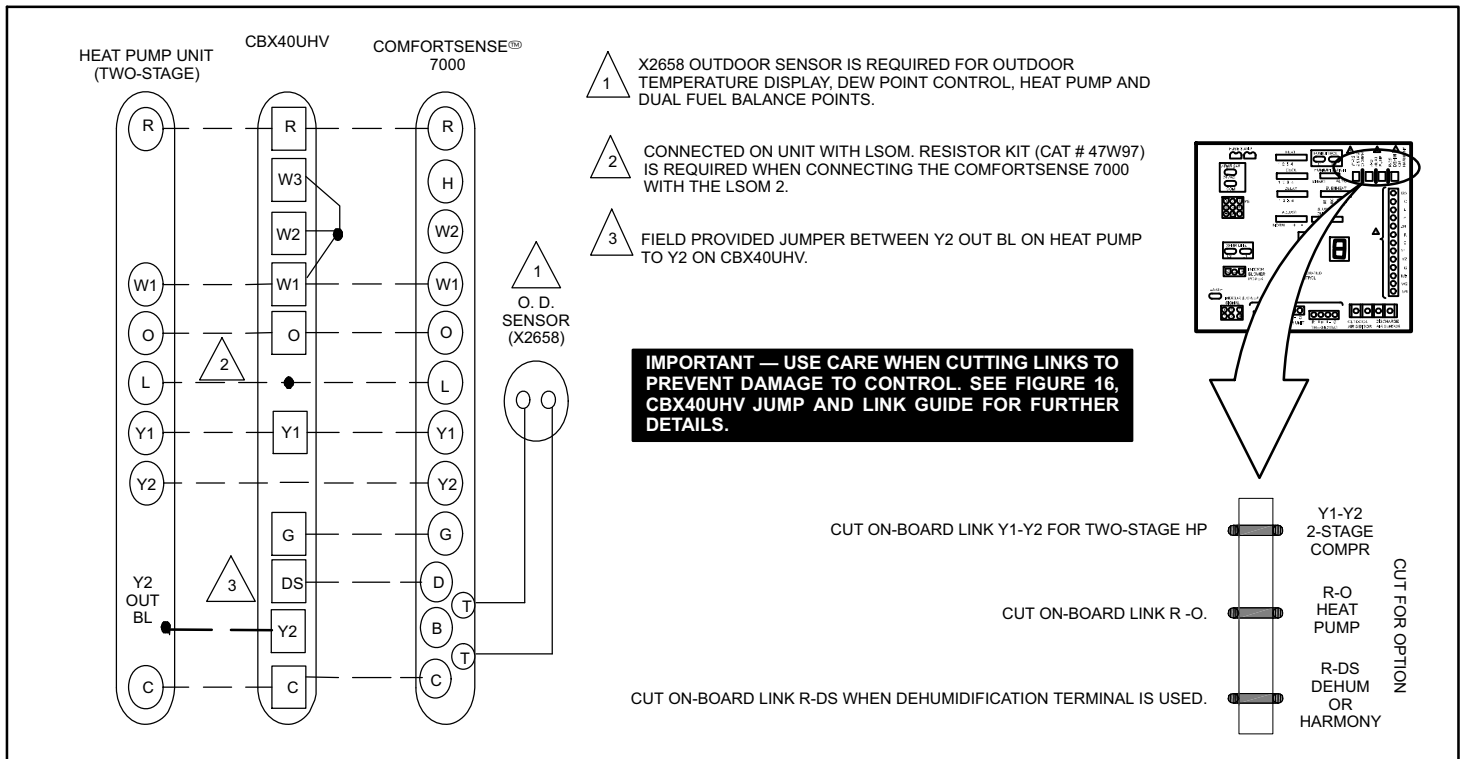 HEAT PUMP UNIT
(TWO-STAGE)
CBX40UHV
COMFORTSENSE™
7000
R
R
R
W3
H
W2
W2
W1
W1
W1
O
O
O
2
L
L
Y1
Y1
Y1
Y2
Y2
G
G
3
DS
D
T
Y2
OUT
BL
Y2
B
T
C
C
C
1
O. D.
SENSOR
(X2658)
1
X2658 OUTDOOR SENSOR IS REQUIRED FOR OUTDOOR
TEMPERATURE DISPLAY, DEW POINT CONTROL, HEAT PUMP AND
DUAL FUEL BALANCE POINTS.
2
CONNECTED ON UNIT WITH LSOM. RESISTOR KIT (CAT # 47W97)
IS REQUIRED WHEN CONNECTING THE COMFORTSENSE 7000
WITH THE LSOM 2.
3
FIELD PROVIDED JUMPER BETWEEN Y2 OUT BL ON HEAT PUMP
TO Y2 ON CBX40UHV.
IMPORTANT — USE CARE WHEN CUTTING LINKS TO
PREVENT DAMAGE TO CONTROL. SEE FIGURE 16,
CBX40UHV JUMP AND LINK GUIDE FOR FURTHER
DETAILS.
CUT ON-BOARD LINK Y1-Y2 FOR TWO-STAGE HP
Y1-Y2
2-STAGE
COMPR
CUT ON-BOARD LINK R -O.
R-O
HEAT
PUMP
CUT ON-BOARD LINK R-DS WHEN DEHUMIDIFICATION TERMINAL IS USED.
R-DS
DEHUM
OR
HARMONY
CUT FOR OPTION